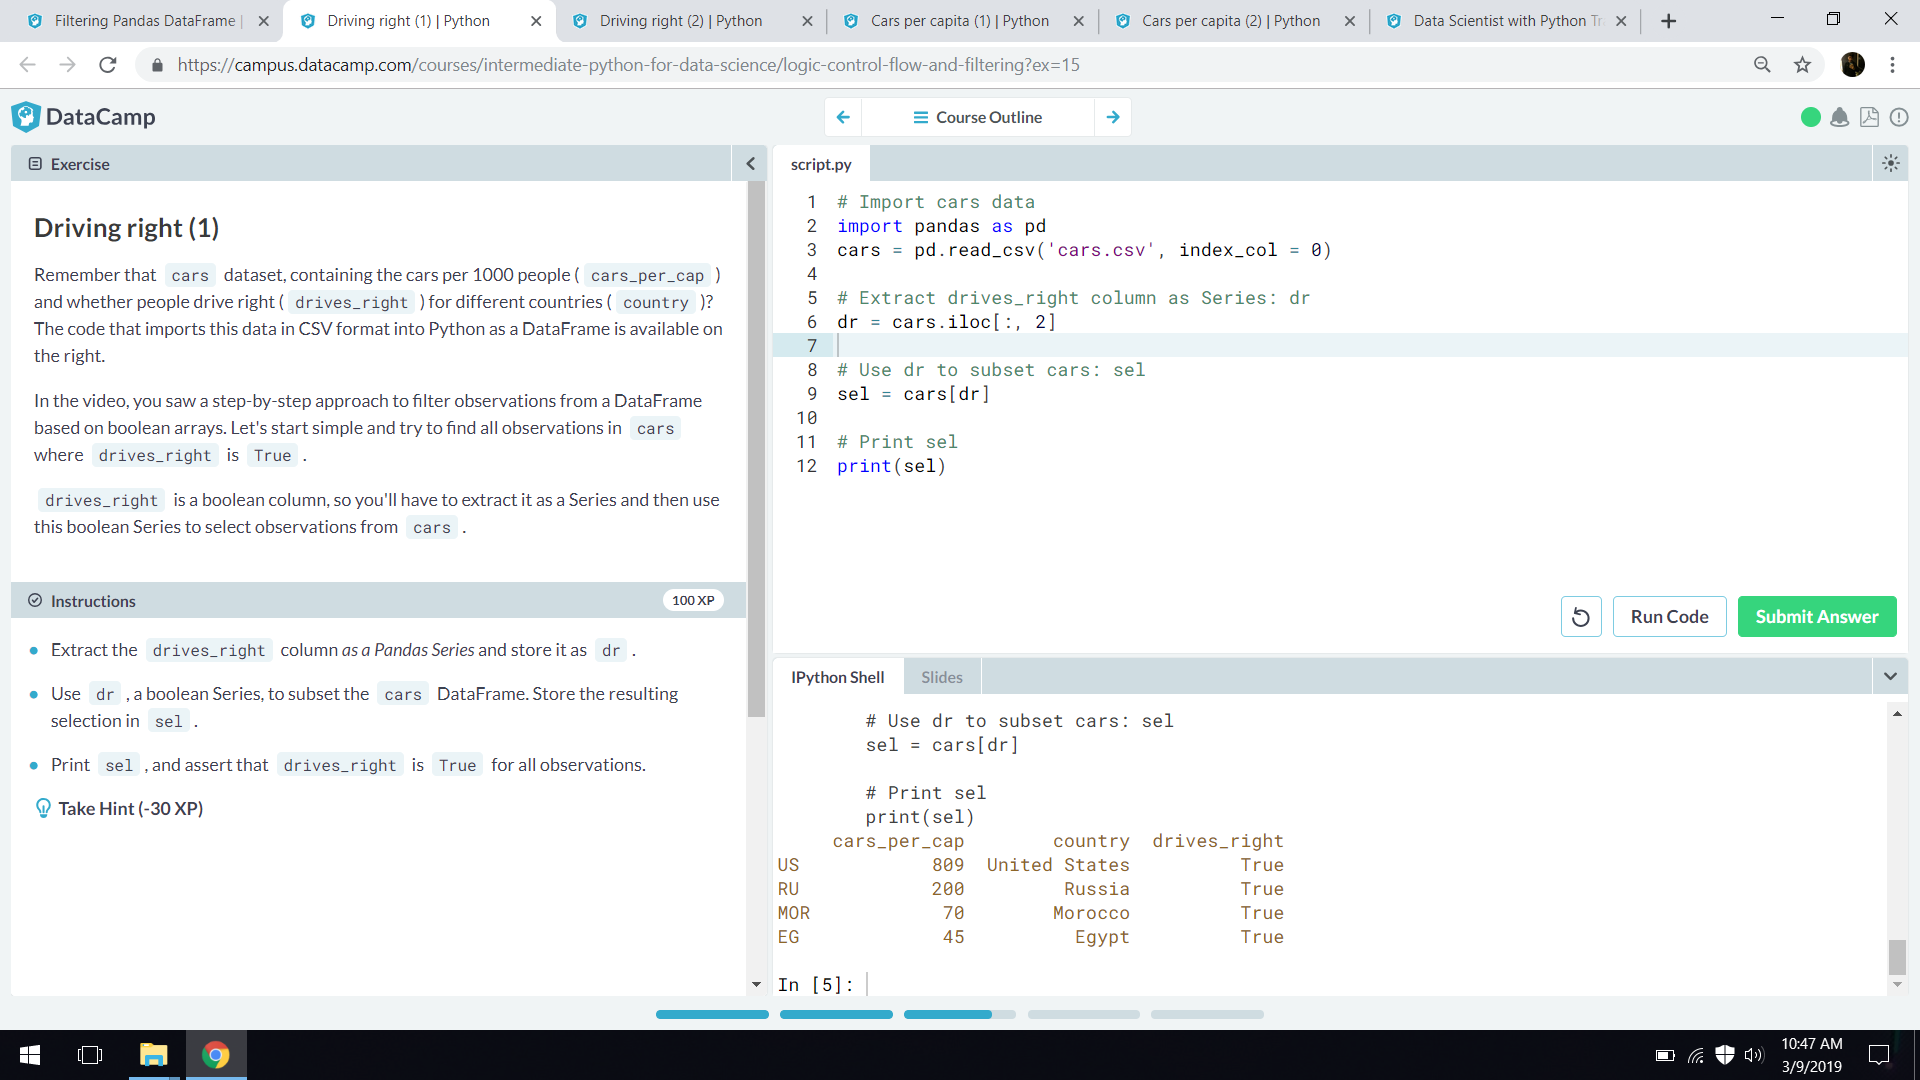 Filtering Pandas DataFrame |
Driving right (1) | Python
Driving right (2) | Python
Cars per capita (1) | Python
Cars per capita (2) | Python
Data Scientist with Python Tr
https://campus.datacamp.com/courses/intermediate-python-for-data-science/logic-control-flow-and-filtering?ex=15
DataCamp
Course Outline
Exercise
Driving right (1)
Remember that cars dataset, containing the cars per 1000 people ( cars_per_cap )
and whether people drive right ( drives_right ) for different countries ( country )?
The code that imports this data in CSV format into Python as a DataFrame is available on
the right.
In the video, you saw a step-by-step approach to filter observations from a DataFrame
based on boolean arrays. Let's start simple and try to find all observations in cars
where drives_right is True .
drives_right is a boolean column, so you'll have to extract it as a Series and then use
this boolean Series to select observations from cars .
Instructions
100 XP
Extract the drives_right column as a Pandas Series and store it as dr .
Use dr , a boolean Series, to subset the cars DataFrame. Store the resulting
selection in sel .
Print sel , and assert that drives_right is True for all observations.
Take Hint (-30 XP)
script.py
1 # Import cars data
2 import pandas as pd
3 cars = pd.read_csv('cars.csv', index_col = 0)
4
5 # Extract drives_right column as Series: dr
6 dr = cars.iloc[:, 2]
7
8 # Use dr to subset cars: sel
9 sel = cars[dr]
10
11 # Print sel
12 print(sel)
Run Code
Submit Answer
IPython Shell
Slides
# Use dr to subset cars: sel
sel = cars[dr]
# Print sel
print(sel)
cars_per_cap country drives_right
US 809 United States True
RU 200 Russia True
MOR 70 Morocco True
EG 45 Egypt True
In [5]:
10:47 AM
3/9/2019